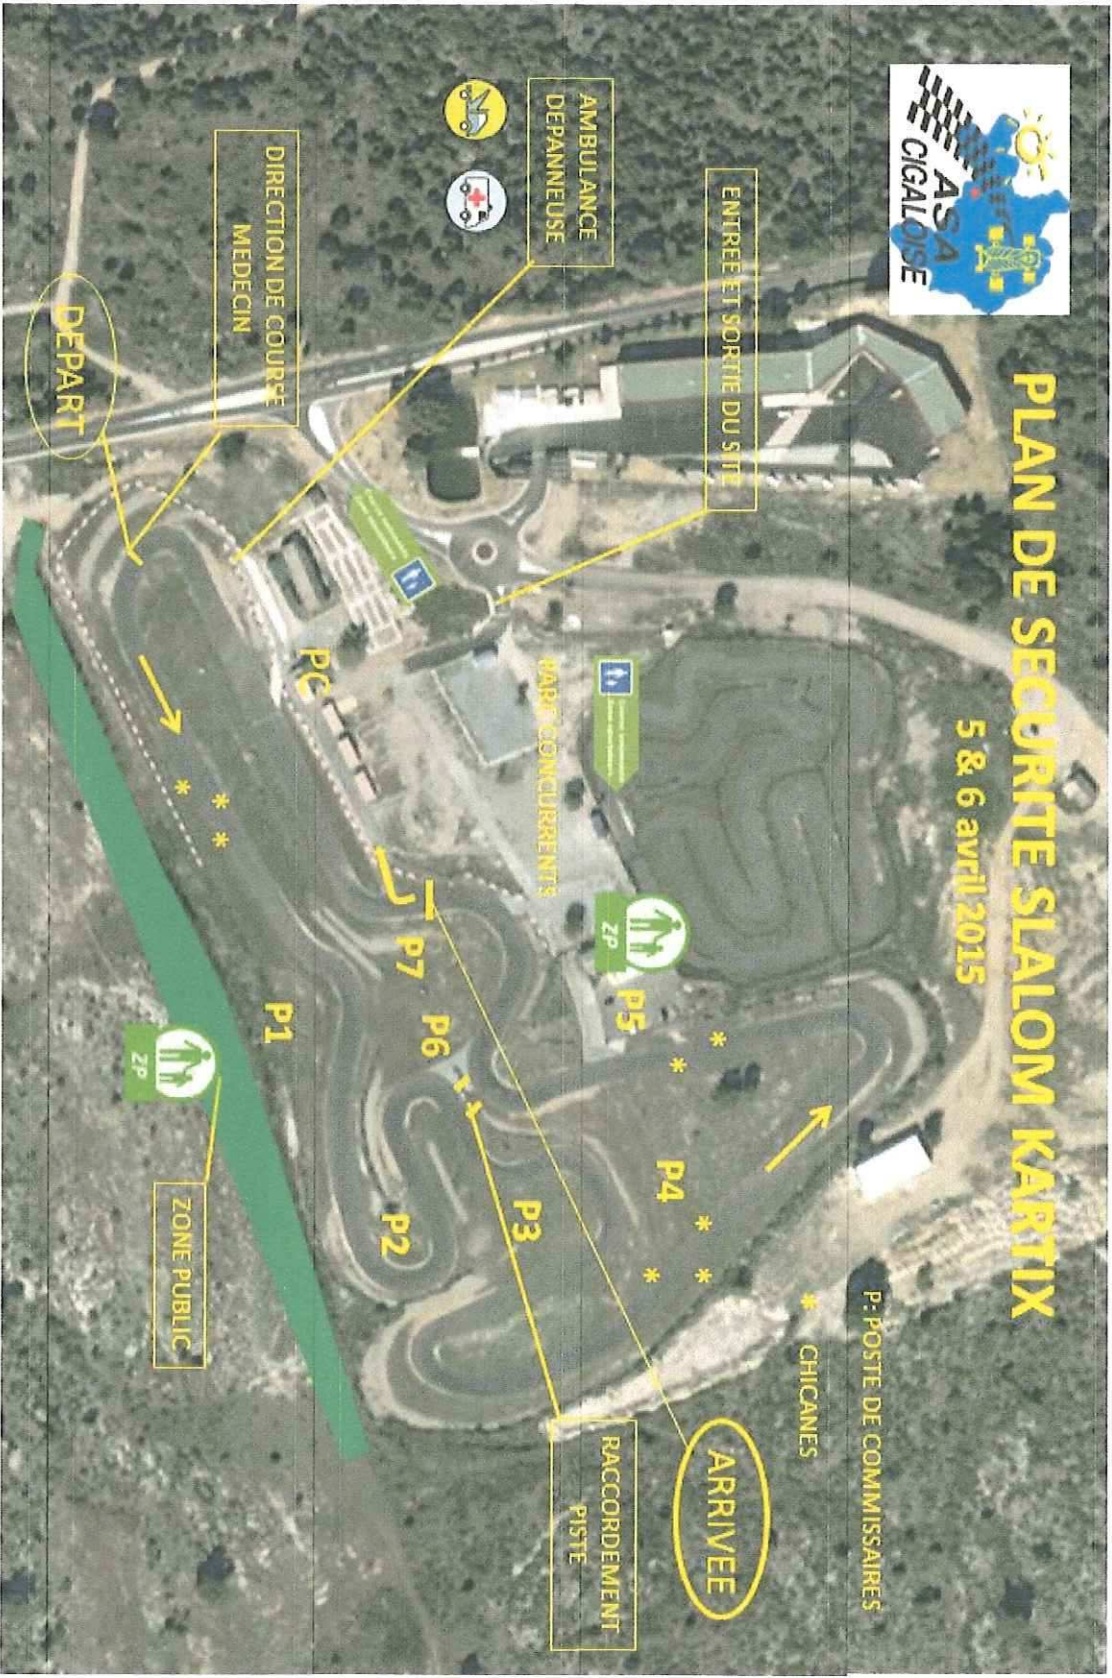 PLAN DE SECURITE SLALOM KARTIX
5 & 6 avril 2015
ASA
CIGALOISE
P: POSTE DE COMMISSAIRES
* CHICANES
ENTREE ET SORTIE DU SITE
AMBULANCE
DEPANNEUSE
DIRECTION DE COURSE
MEDECIN
DEPART
PARC CONCURRENTS
PC
ZP
P5
P4
P3
P7
P6
P2
P1
ZP
ZONE PUBLIC
ARRIVEE
RACCORDEMENT
PISTE